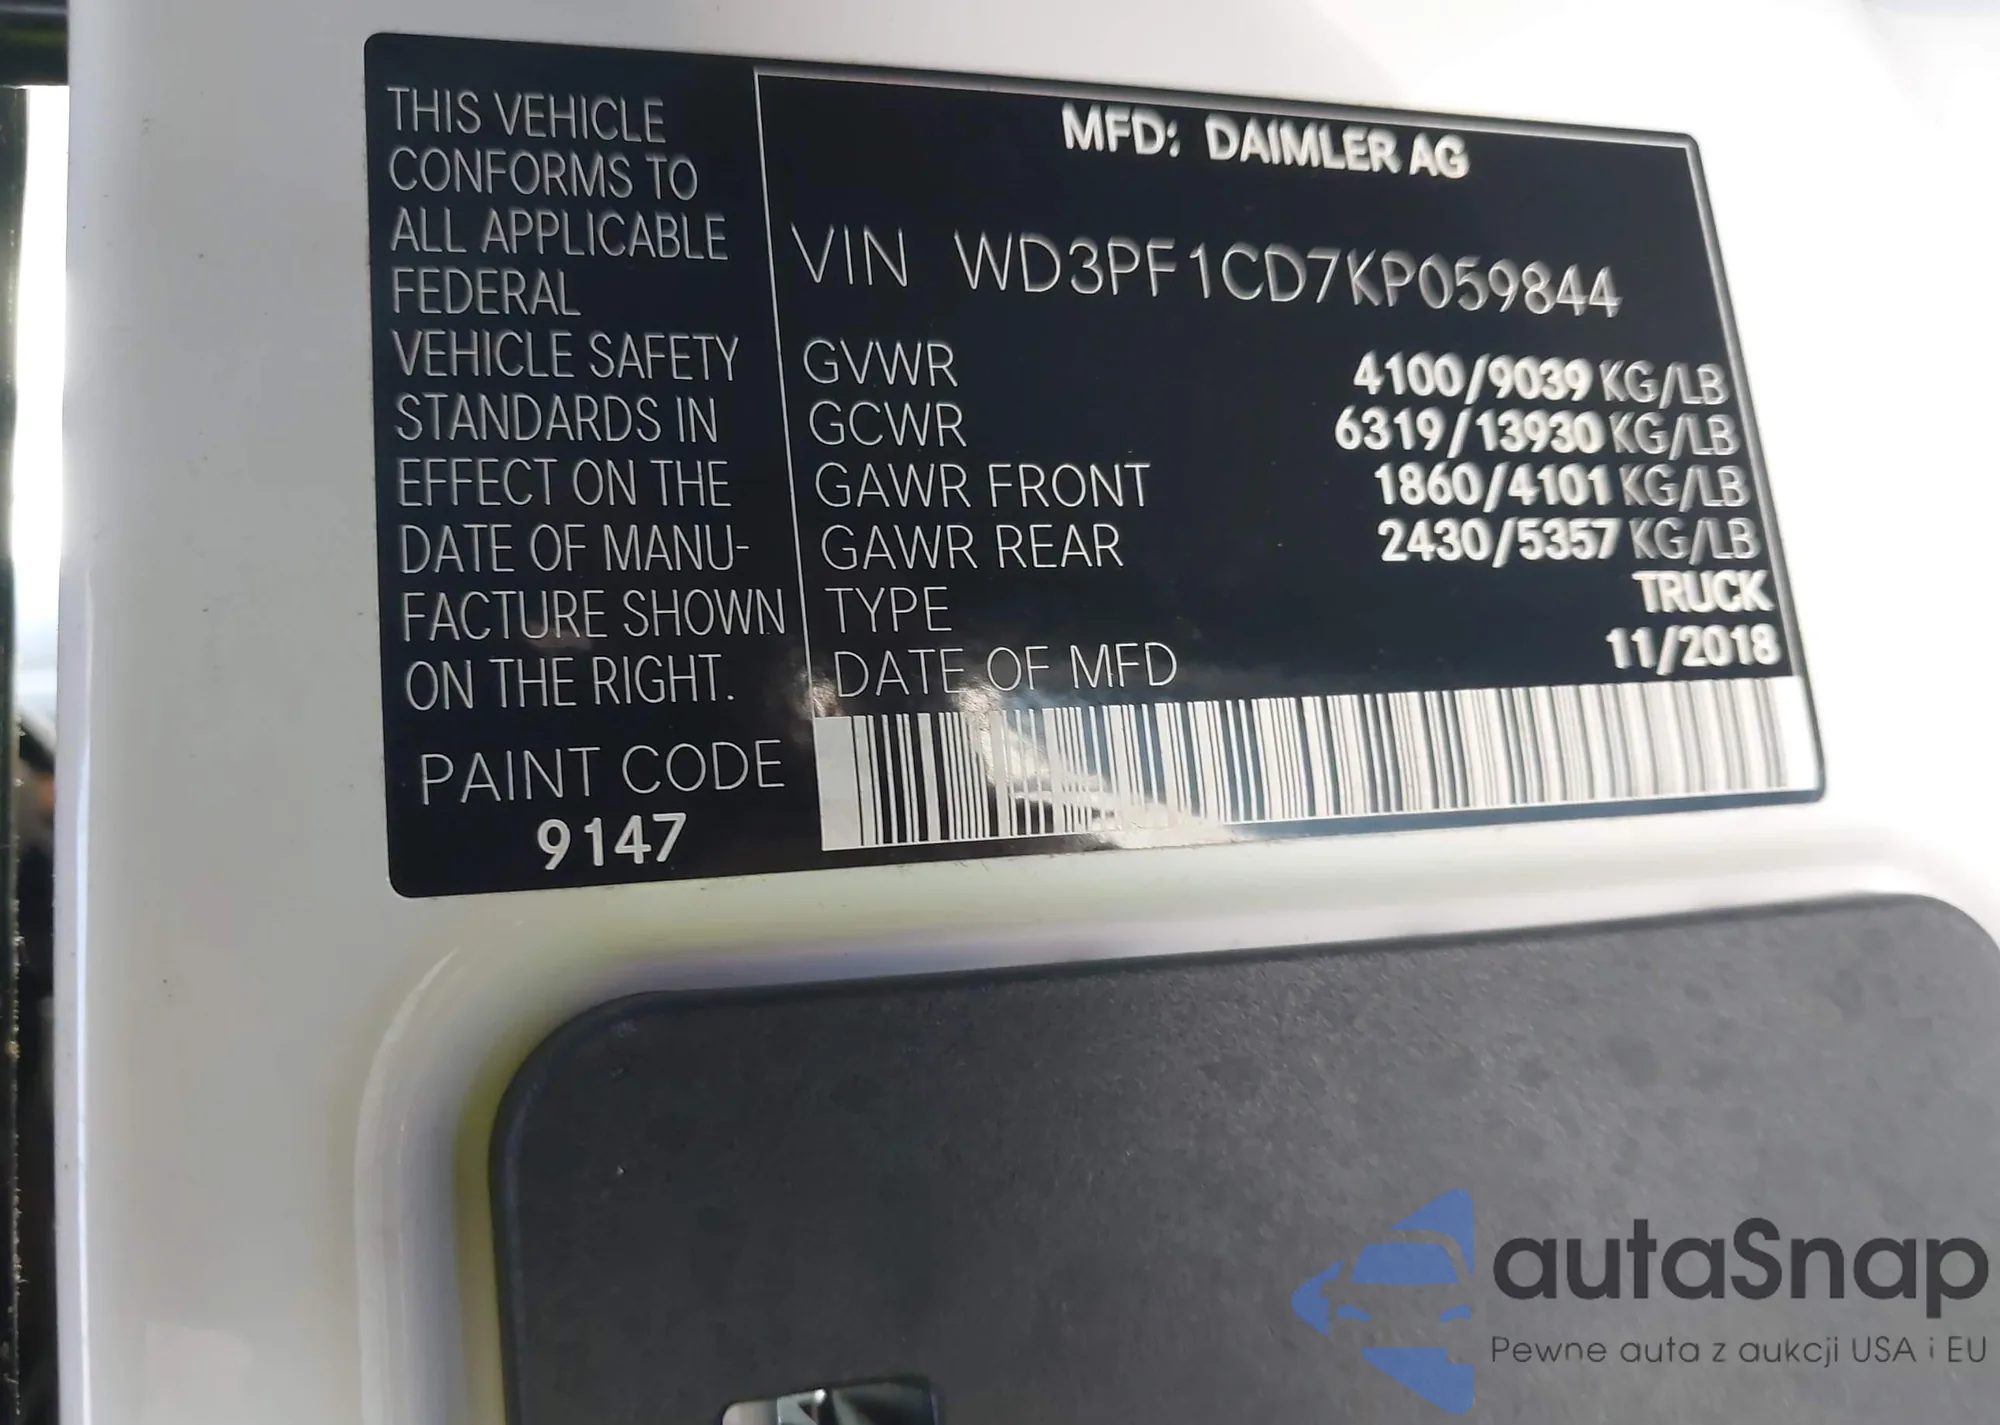 THIS VEHICLE
CONFORMS TO
ALL APPLICABLE
FEDERAL
VEHICLE SAFETY
STANDARDS IN
EFFECT ON THE
DATE OF MANU-
FACTURE SHOWN
ON THE RIGHT.
PAINT CODE
9147
MFD: DAIMLER AG
VIN WD3PF1CD7KP059844
GVWR 4100/9039 KG/LB
GCWR 6319/13930 KG/LB
GAWR FRONT 1860/4101 KG/LB
GAWR REAR 2430/5357 KG/LB
TYPE TRUCK
DATE OF MFD 11/2018
autaSnap
Pewne auta z aukcji USA i EU